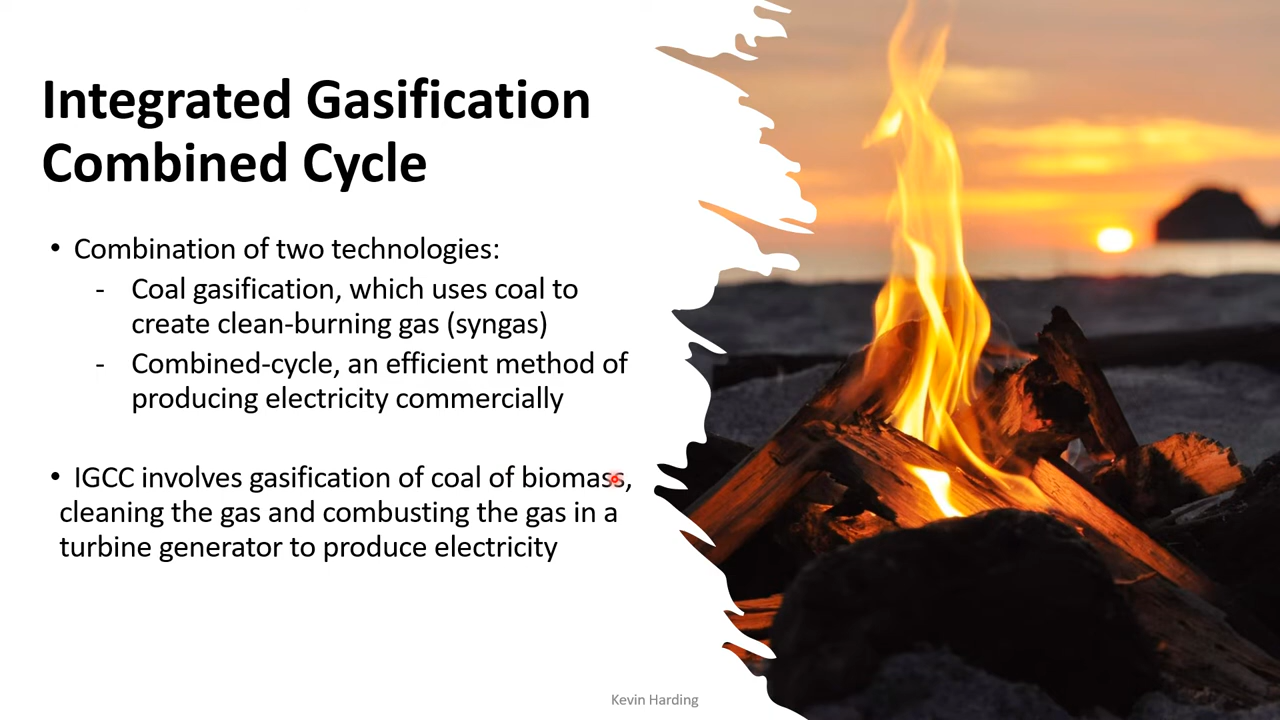 Integrated Gasification
Combined Cycle
• Combination of two technologies:
- Coal gasification, which uses coal to
create clean-burning gas (syngas)
- Combined-cycle, an efficient method of
producing electricity commercially
• IGCC involves gasification of coal of biomass,
cleaning the gas and combusting the gas in a
turbine generator to produce electricity
Kevin Harding